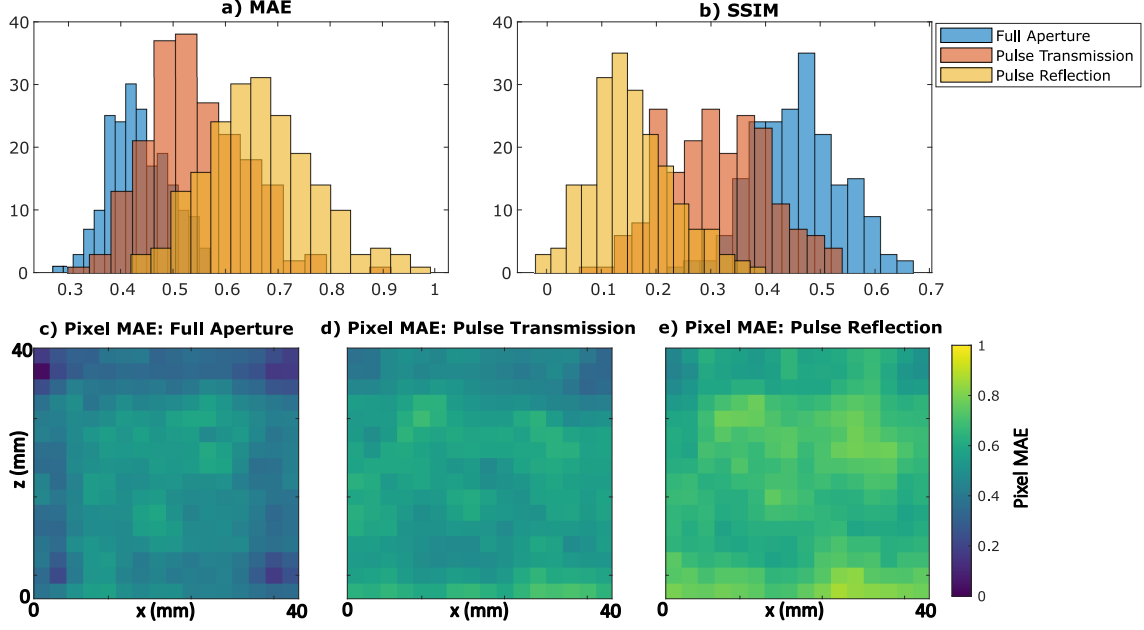 a) MAE
b) SSIM
40
30
20
10
0
0.3 0.4 0.5 0.6 0.7 0.8 0.9 1
40
30
20
10
0
0 0.1 0.2 0.3 0.4 0.5 0.6 0.7
Full Aperture
Pulse Transmission
Pulse Reflection
c) Pixel MAE: Full Aperture
d) Pixel MAE: Pulse Transmission
e) Pixel MAE: Pulse Reflection
40
z (mm)
0 x (mm) 40
0 x (mm) 40
0 x (mm) 40
1
0.8
0.6
0.4
0.2
0
Pixel MAE